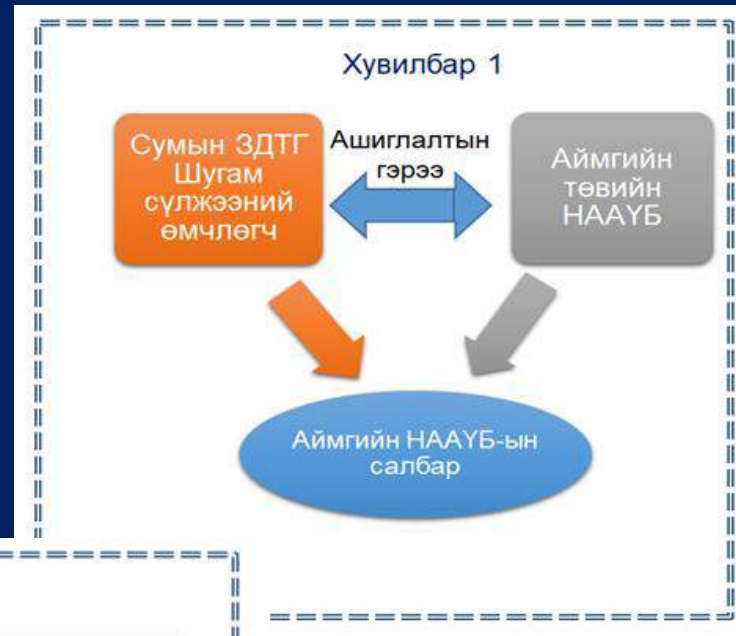 Хувилбар 1
Сумын ЗДТГ
Шугам
сүлжээний
өмчлөгч
Ашиглалтын
гэрээ
Аймгийн
төвийн
НААҮБ
Аймгийн НААҮБ-ын
салбар